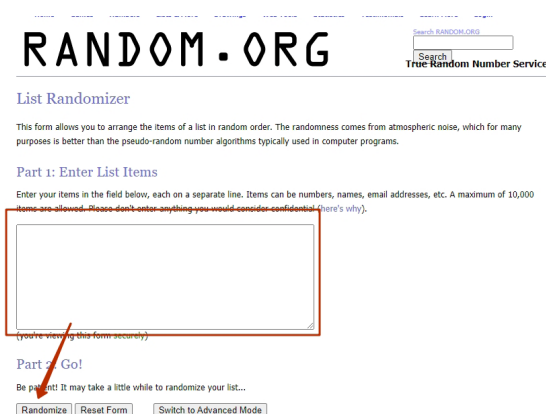 Search RANDOM.ORG
RANDOM.ORG
Search
True Random Number Service
List Randomizer
This form allows you to arrange the items of a list in random order. The randomness comes from atmospheric noise, which for many
purposes is better than the pseudo-random number algorithms typically used in computer programs.
Part 1: Enter List Items
Enter your items in the field below, each on a separate line. Items can be numbers, names, email addresses, etc. A maximum of 10,000
items are allowed. Please don't enter anything you would consider confidential (here's why).
(you're viewing this form securely)
Part 2: Go!
Be patient! It may take a little while to randomize your list...
Randomize Reset Form Switch to Advanced Mode